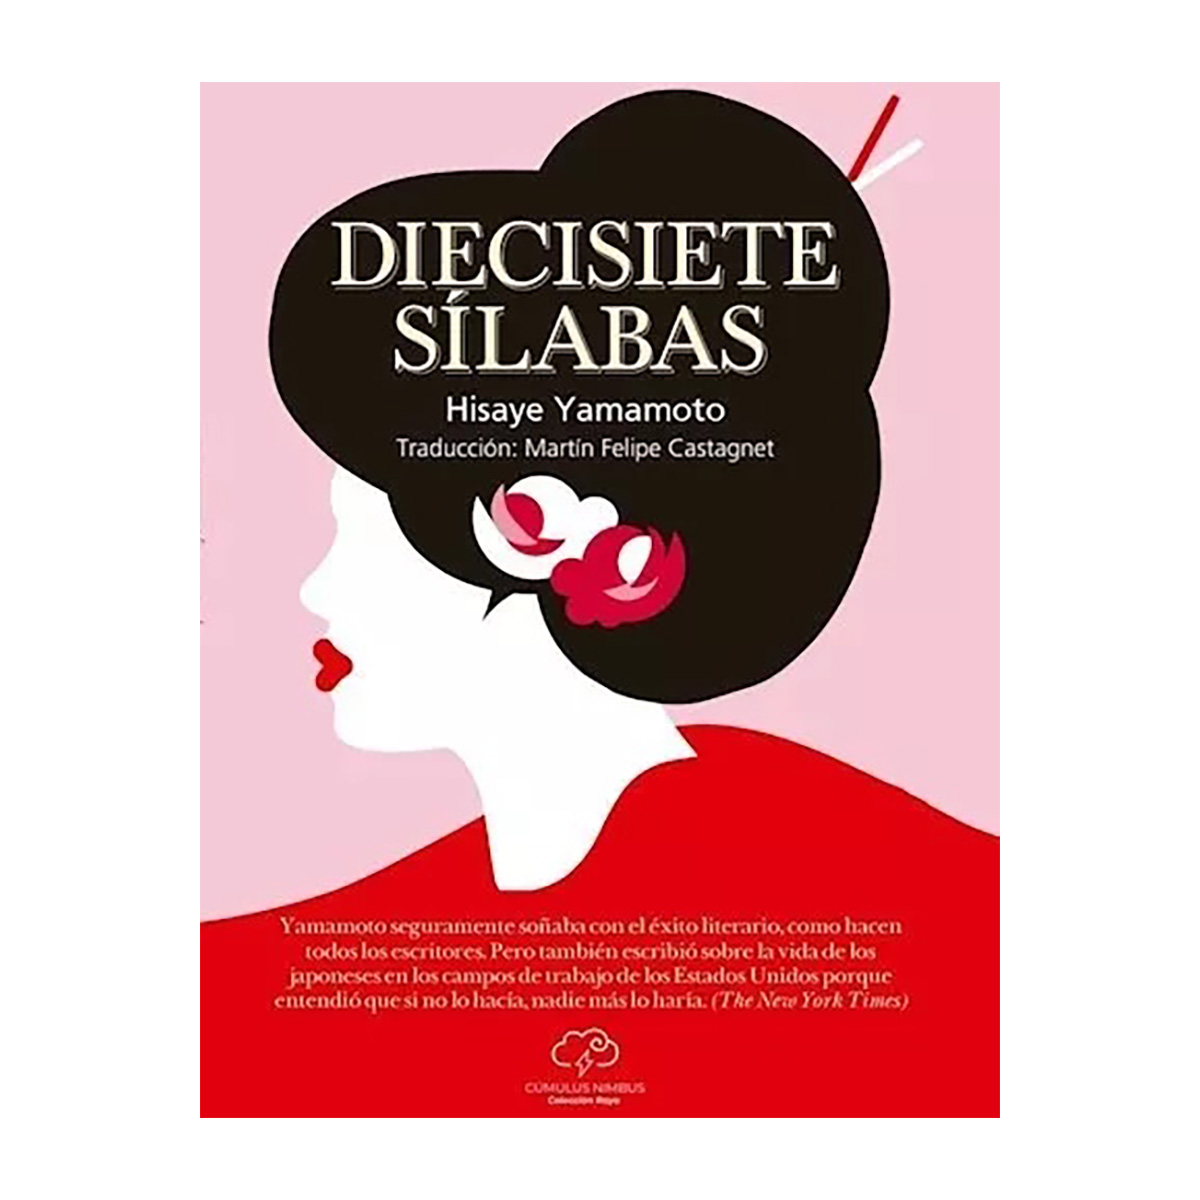 DIECISIETE
SÍLABAS
Hisaye Yamamoto
Traducción: Martín Felipe Castagnet
Yamamoto seguramente soñaba con el éxito literario, como hacen
todos los escritores. Pero también escribió sobre la vida de los
japoneses en los campos de trabajo de los Estados Unidos porque
entendió que si no lo hacía, nadie más lo haría. (The New York Times)
CÚMULUS NIMBUS
Colección Rayo